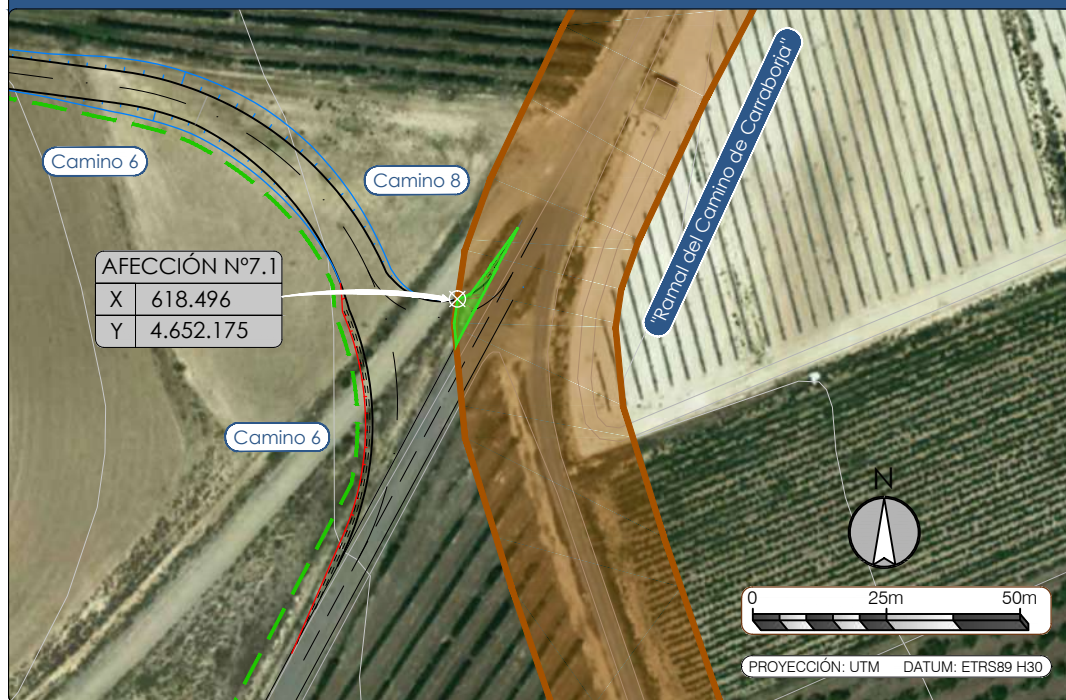 Camino 6
Camino 8
"Ramal del Camino de Carraborja"
AFECCIÓN Nº7.1
X 618.496
Y 4.652.175
Camino 6
N
0 25m 50m
PROYECCIÓN: UTM DATUM: ETRS89 H30